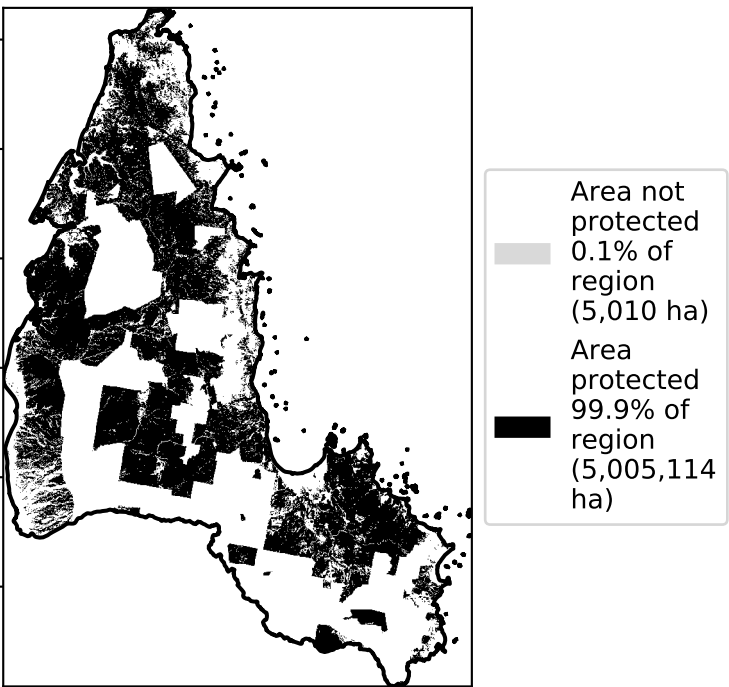 Area not
protected
0.1% of
region
(5,010 ha)
Area
protected
99.9% of
region
(5,005,114
ha)